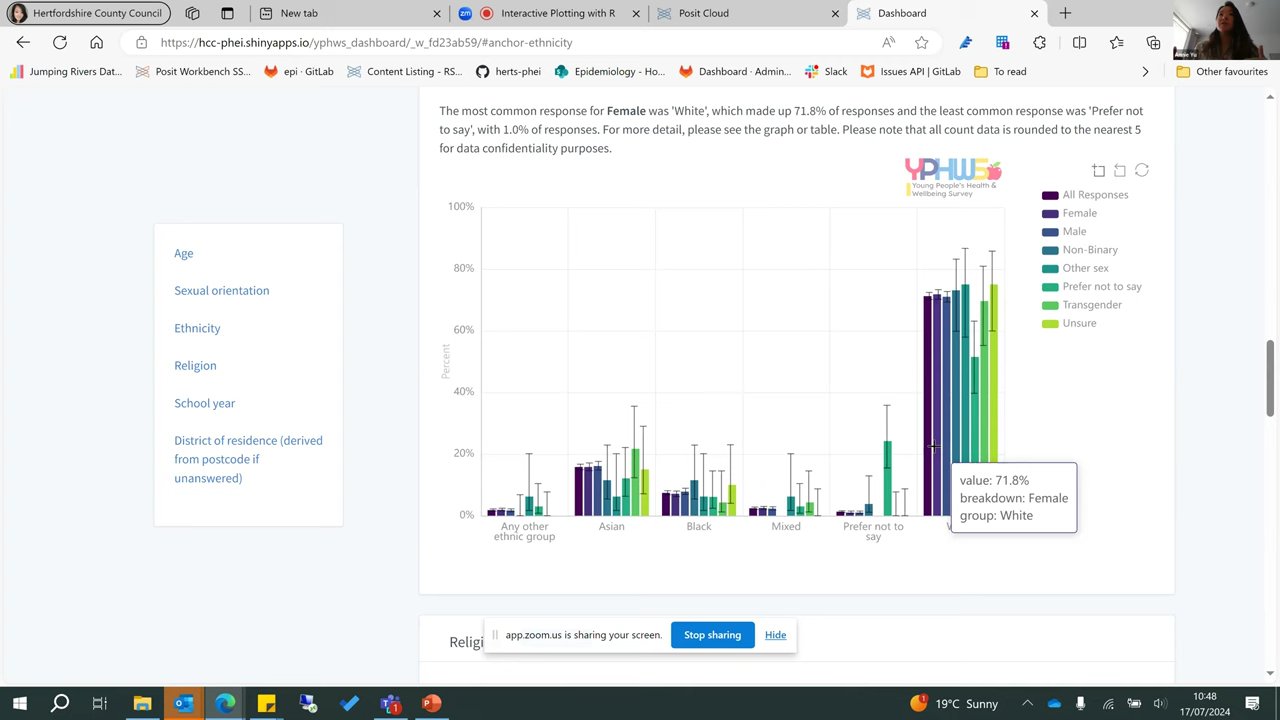 Hertfordshire County Council
New tab
zm
Interactive Plotting with R
Posit Cloud
Dashboard
https://hcc-phei.shinyapps.io/yphws_dashboard/_w_fd23ab59/#anchor-ethnicity
Jumping Rivers Dat...
Posit Workbench SS...
epi · GitLab
Content Listing - RS...
herts-phei
Epidemiology - Ho...
Dashboard · Admin...
Slack
Issues API | GitLab
To read
Other favourites
The most common response for Female was 'White', which made up 71.8% of responses and the least common response was 'Prefer not
to say', with 1.0% of responses. For more detail, please see the graph or table. Please note that all count data is rounded to the nearest 5
for data confidentiality purposes.
YPHWS
Young People's Health &
Wellbeing Survey
Age
Sexual orientation
Ethnicity
Religion
School year
District of residence (derived
from postcode if
unanswered)
100%
80%
60%
40%
20%
0%
Percent
Any other
ethnic group
Asian
Black
Mixed
Prefer not to
say
All Responses
Female
Male
Non-Binary
Other sex
Prefer not to say
Transgender
Unsure
value: 71.8%
breakdown: Female
group: White
app.zoom.us is sharing your screen.
Stop sharing
Hide
1
1
19°C Sunny
10:48
17/07/2024